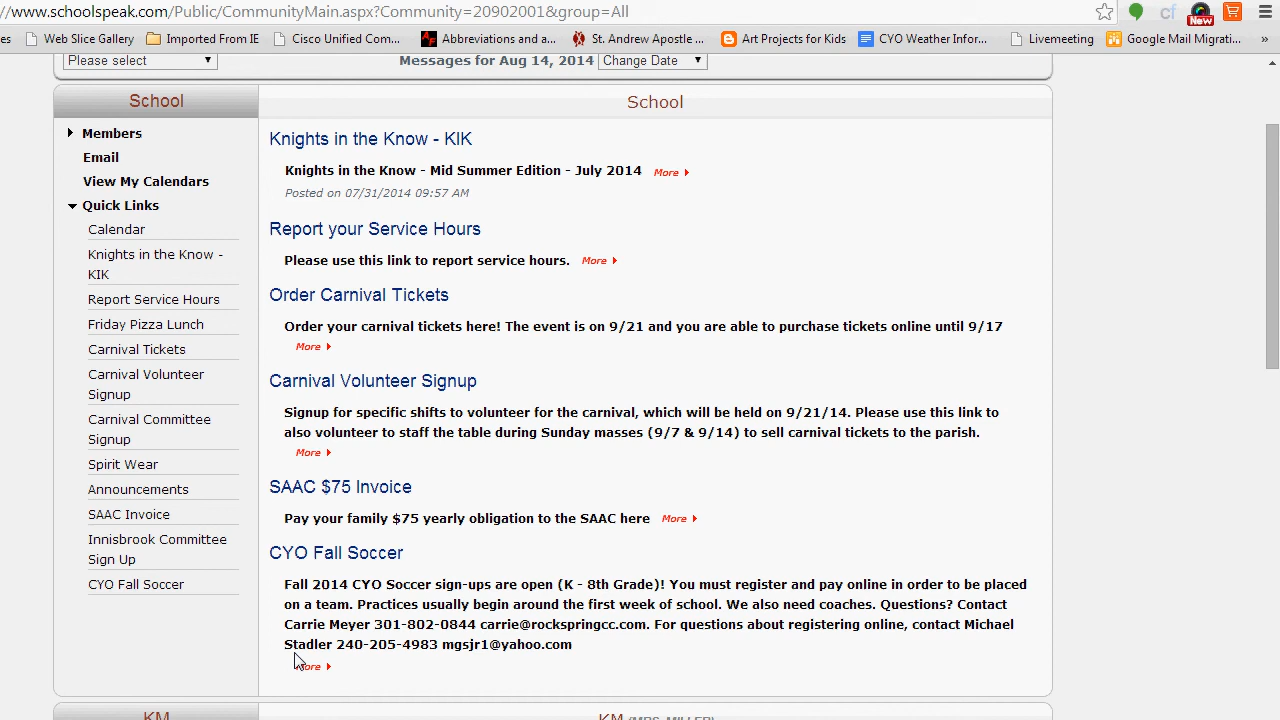 //www.schoolspeak.com/Public/CommunityMain.aspx?Community=20902001&group=All
New
es Web Slice Gallery Imported From IE Cisco Unified Com... Abbreviations and a... St. Andrew Apostle... Art Projects for Kids CYO Weather Infor... Livemeeting Google Mail Migrati... »
Please select Messages for Aug 14, 2014 Change Date
School
Members
Email
View My Calendars
Quick Links
Calendar
Knights in the Know -
KIK
Report Service Hours
Friday Pizza Lunch
Carnival Tickets
Carnival Volunteer
Signup
Carnival Committee
Signup
Spirit Wear
Announcements
SAAC Invoice
Innisbrook Committee
Sign Up
CYO Fall Soccer
School
Knights in the Know - KIK
Knights in the Know - Mid Summer Edition - July 2014 More
Posted on 07/31/2014 09:57 AM
Report your Service Hours
Please use this link to report service hours. More
Order Carnival Tickets
Order your carnival tickets here! The event is on 9/21 and you are able to purchase tickets online until 9/17
More
Carnival Volunteer Signup
Signup for specific shifts to volunteer for the carnival, which will be held on 9/21/14. Please use this link to
also volunteer to staff the table during Sunday masses (9/7 & 9/14) to sell carnival tickets to the parish.
More
SAAC $75 Invoice
Pay your family $75 yearly obligation to the SAAC here More
CYO Fall Soccer
Fall 2014 CYO Soccer sign-ups are open (K - 8th Grade)! You must register and pay online in order to be placed
on a team. Practices usually begin around the first week of school. We also need coaches. Questions? Contact
Carrie Meyer 301-802-0844 carrie@rockspringcc.com. For questions about registering online, contact Michael
Stadler 240-205-4983 mgsjr1@yahoo.com
More
KM
KM (MRS. MILLER)